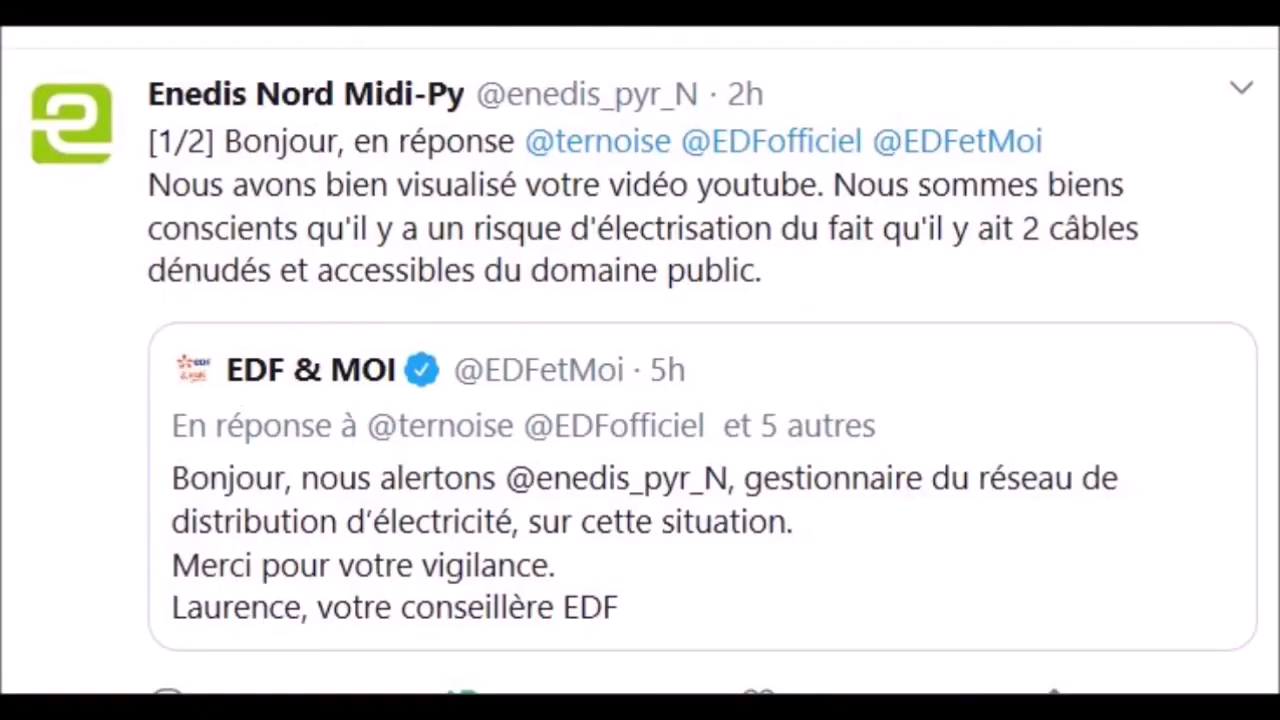 Enedis Nord Midi-Py @enedis_pyr_N · 2h
[1/2] Bonjour, en réponse @ternoise @EDFofficiel @EDFetMoi
Nous avons bien visualisé votre vidéo youtube. Nous sommes biens
conscients qu'il y a un risque d'électrisation du fait qu'il y ait 2 câbles
dénudés et accessibles du domaine public.
EDF & MOI @EDFetMoi · 5h
En réponse à @ternoise @EDFofficiel et 5 autres
Bonjour, nous alertons @enedis_pyr_N, gestionnaire du réseau de
distribution d’électricité, sur cette situation.
Merci pour votre vigilance.
Laurence, votre conseillère EDF